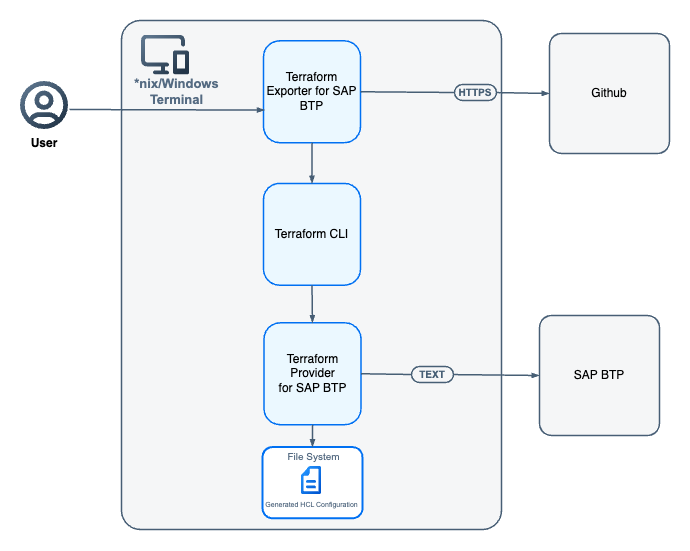 *nix/Windows
Terminal
User
Terraform
Exporter for SAP
BTP
HTTPS
Github
Terraform CLI
Terraform
Provider
for SAP BTP
TEXT
SAP BTP
File System
Generated HCL Configuration